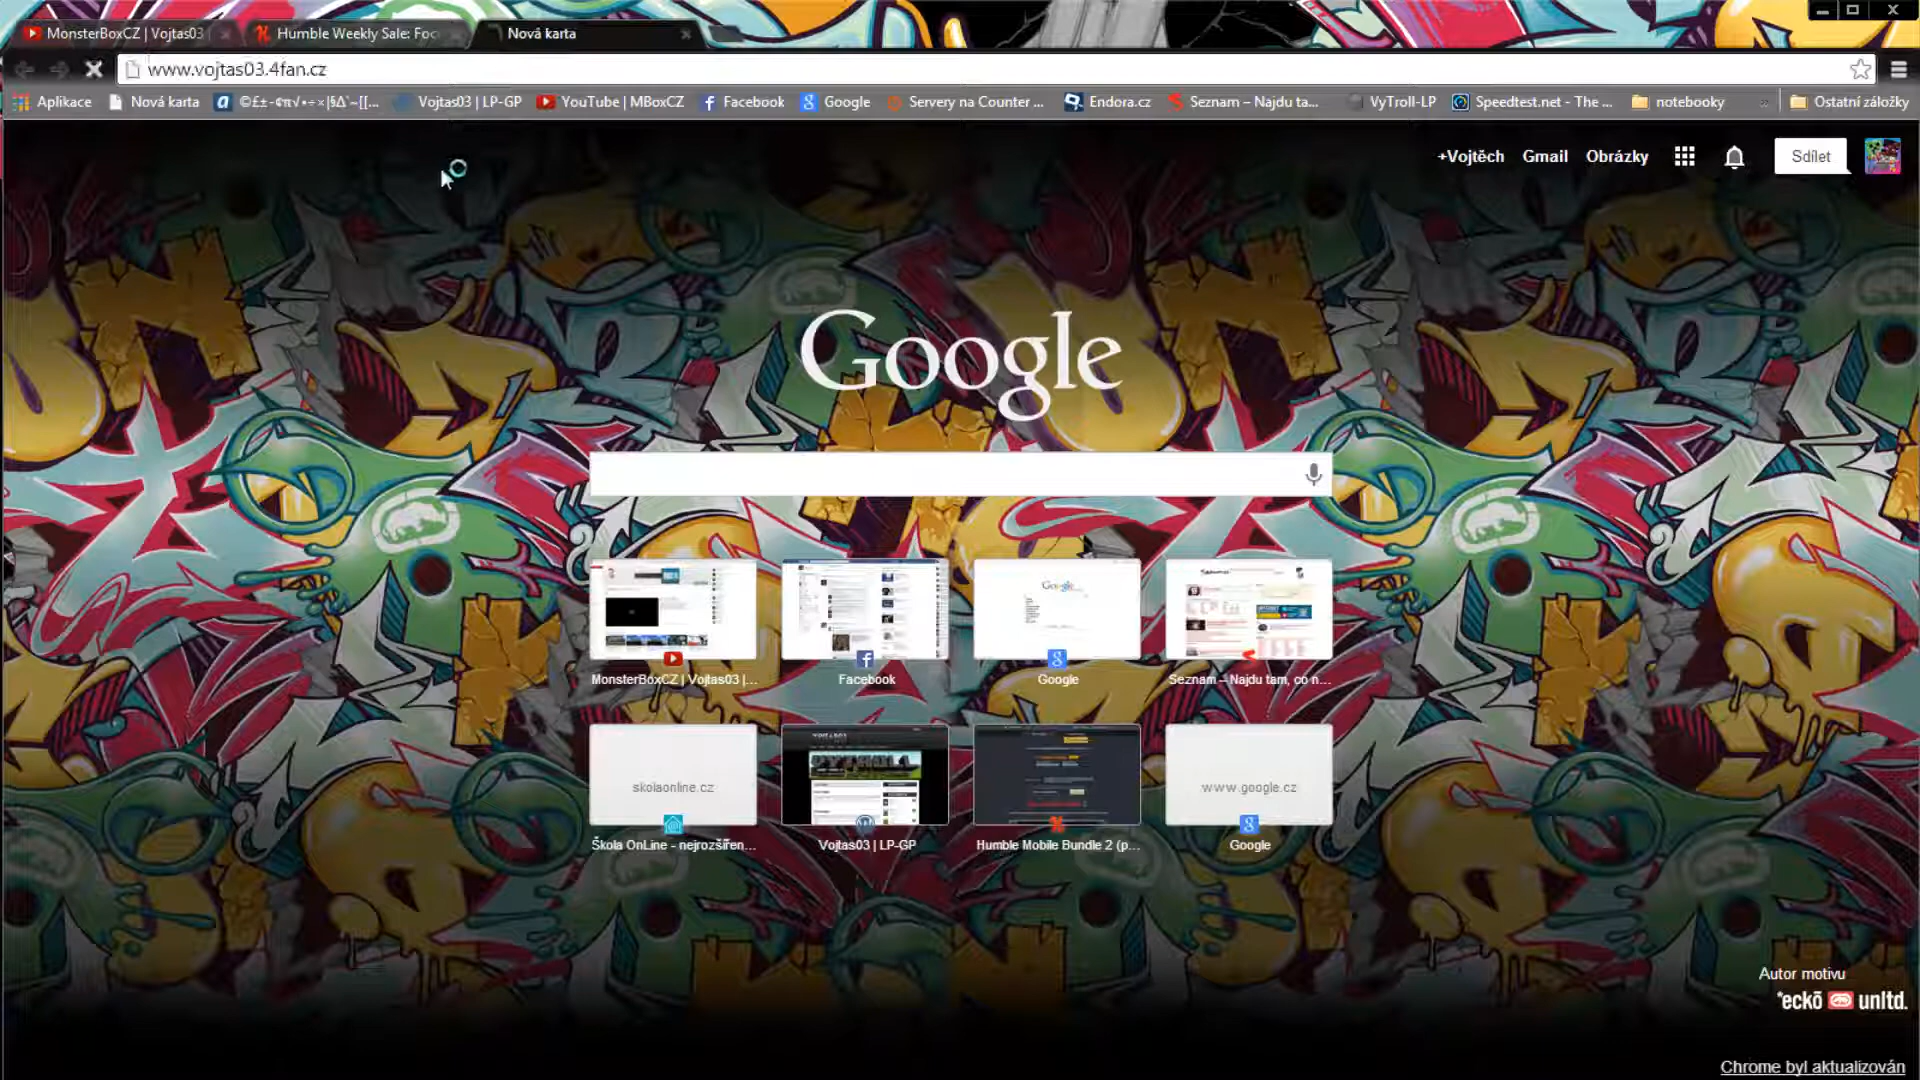 MonsterBoxCZ | Vojtas03
Humble Weekly Sale: Foc
Nová karta
www.vojtas03.4fan.cz
Aplikace
Nová karta
©£±-¢π√•÷×|§Δ`~{[...
Vojtas03 | LP-GP
YouTube | MBoxCZ
Facebook
Google
Servery na Counter ...
Endora.cz
Seznam – Najdu ta...
VyTroll-LP
Speedtest.net - The ...
notebooky
»
Ostatní záložky
+Vojtěch
Gmail
Obrázky
Sdílet
Google
MonsterBoxCZ | Vojtas03 |...
Facebook
Google
Seznam – Najdu tam, co n...
skolaonline.cz
www.google.cz
Škola OnLine - nejrozšířen...
Vojtas03 | LP-GP
Humble Mobile Bundle 2 (p...
Google
Autor motivu
*eckō unltd.
Chrome byl aktualizován